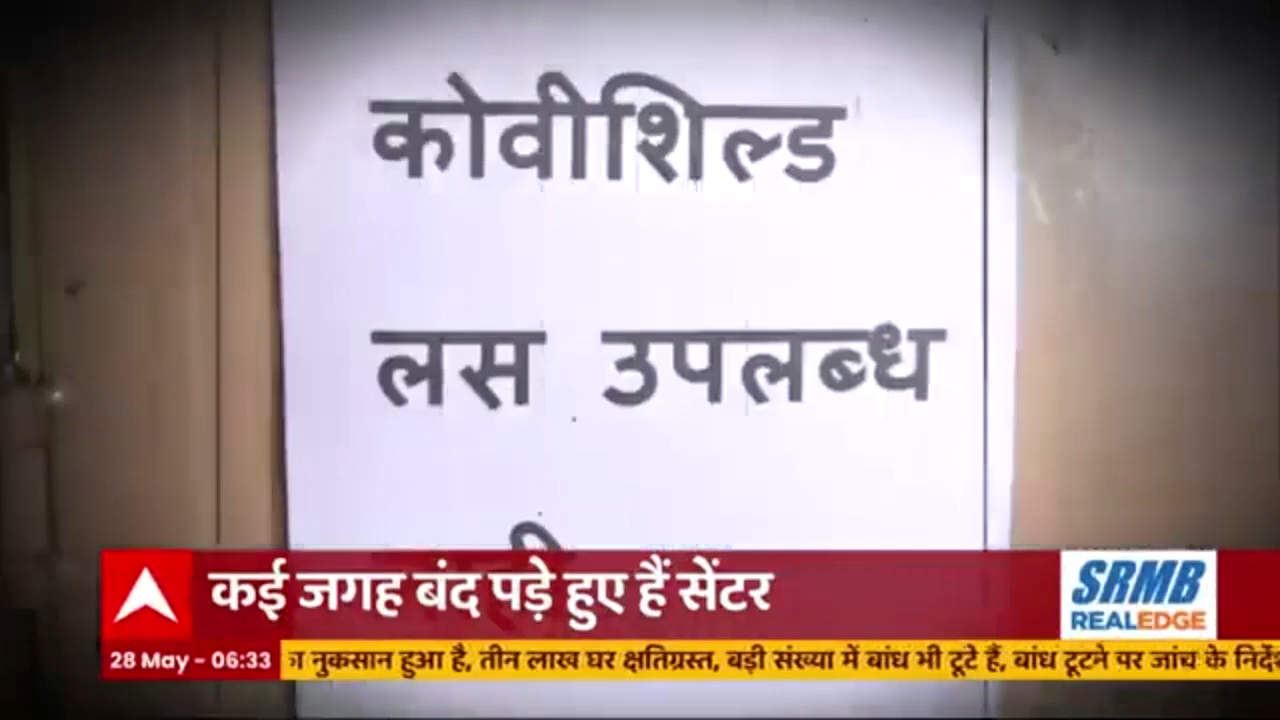 कोवीशिल्ड
लस उपलब्ध
कई जगह बंद पड़े हुए हैं सेंटर
SRMB
REALEDGE
28 May - 06:33
नुकसान हुआ है, तीन लाख घर क्षतिग्रस्त, बड़ी संख्या में बांध भी टूटे हैं, बांध टूटने पर जांच के